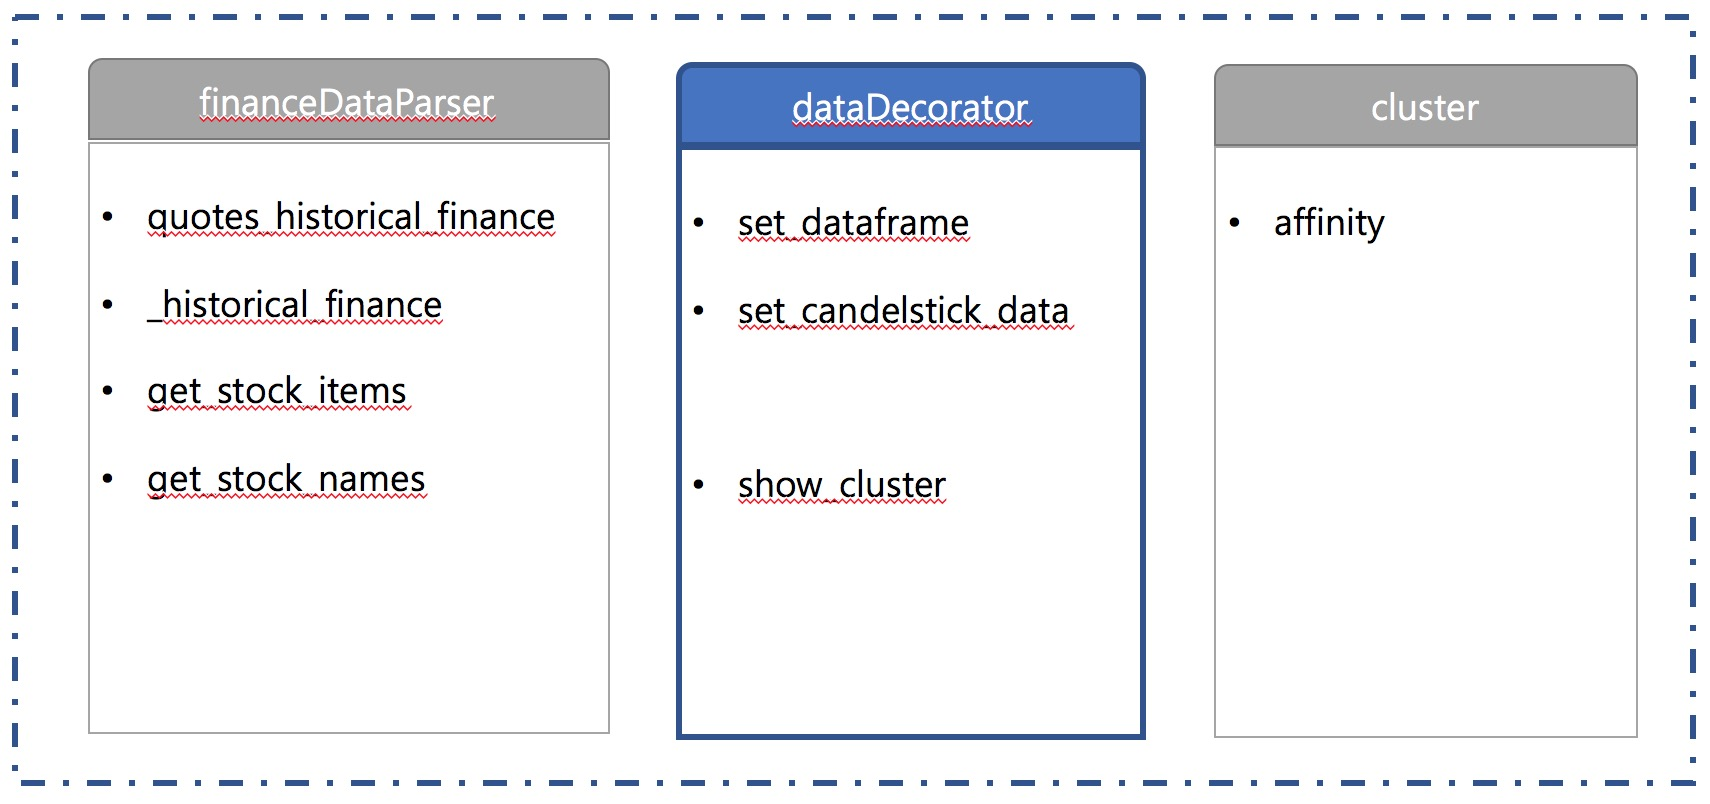 financeDataParser
• quotes_historical_finance
• _historical_finance
• get_stock_items
• get_stock_names
dataDecorator
• set_dataframe
• set_candelstick_data
• show_cluster
cluster
• affinity